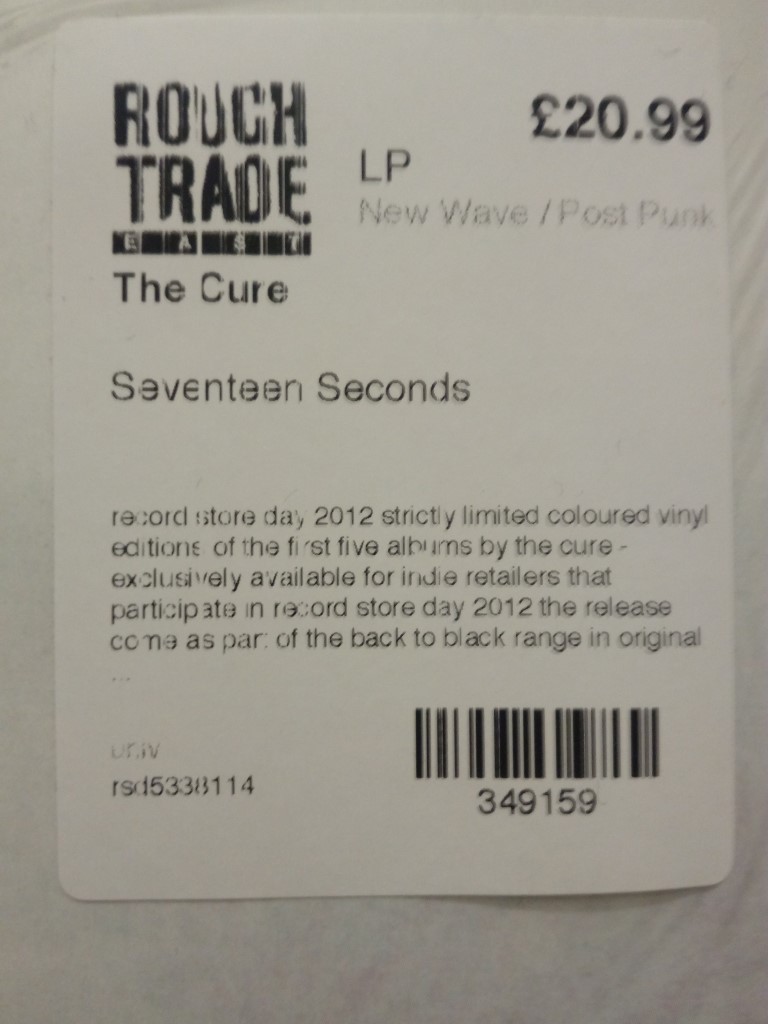 ROUGH
TRADE
EAST
£20.99
LP
New Wave / Post Punk
The Cure
Seventeen Seconds
record store day 2012 strictly limited coloured vinyl
editions of the first five albums by the cure -
exclusively available for indie retailers that
participate in record store day 2012 the release
come as part of the back to black range in original
...
univ
rsd5338114
349159